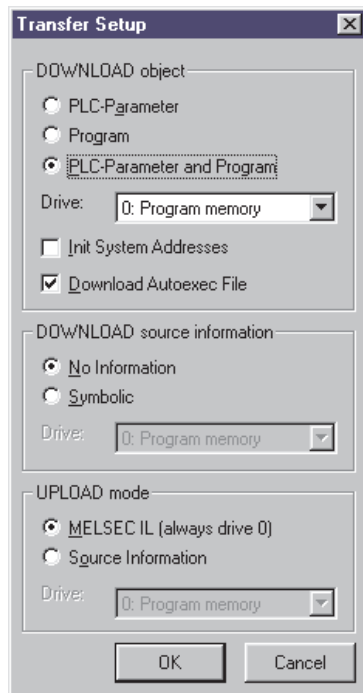 Transfer Setup
DOWNLOAD object
PLC-Parameter
Program
PLC-Parameter and Program
Drive: 0: Program memory
Init System Addresses
Download Autoexec File
DOWNLOAD source information
No Information
Symbolic
Drive: 0: Program memory
UPLOAD mode
MELSEC IL (always drive 0)
Source Information
Drive: 0: Program memory
OK Cancel